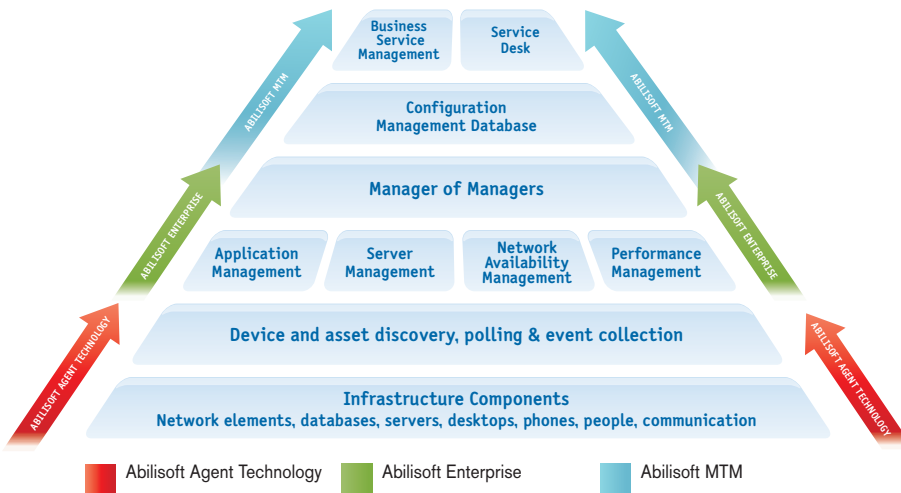 Business
Service
Management
Service
Desk
ABILISOFT MTM
ABILISOFT MTM
Configuration
Management Database
Manager of Managers
ABILISOFT ENTERPRISE
ABILISOFT ENTERPRISE
Application
Management
Server
Management
Network
Availability
Management
Performance
Management
Device and asset discovery, polling & event collection
ABILISOFT AGENT TECHNOLOGY
ABILISOFT AGENT TECHNOLOGY
Infrastructure Components
Network elements, databases, servers, desktops, phones, people, communication
Abilisoft Agent Technology
Abilisoft Enterprise
Abilisoft MTM